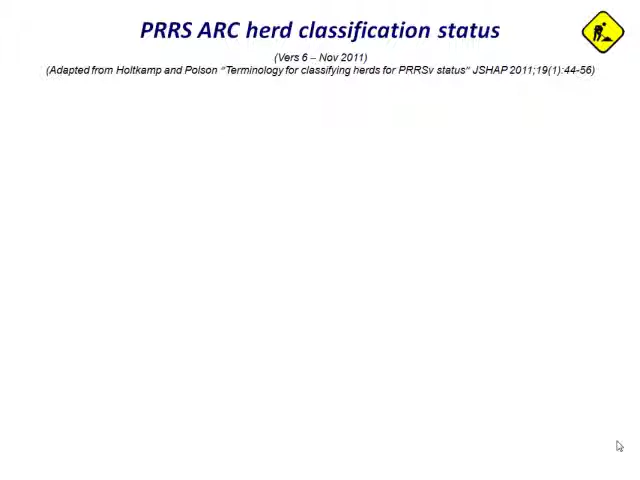 PRRS ARC herd classification status
(Vers 6 – Nov 2011)
(Adapted from Holtkamp and Polson "Terminology for classifying herds for PRRSv status" JSHAP 2011;19(1):44-56)